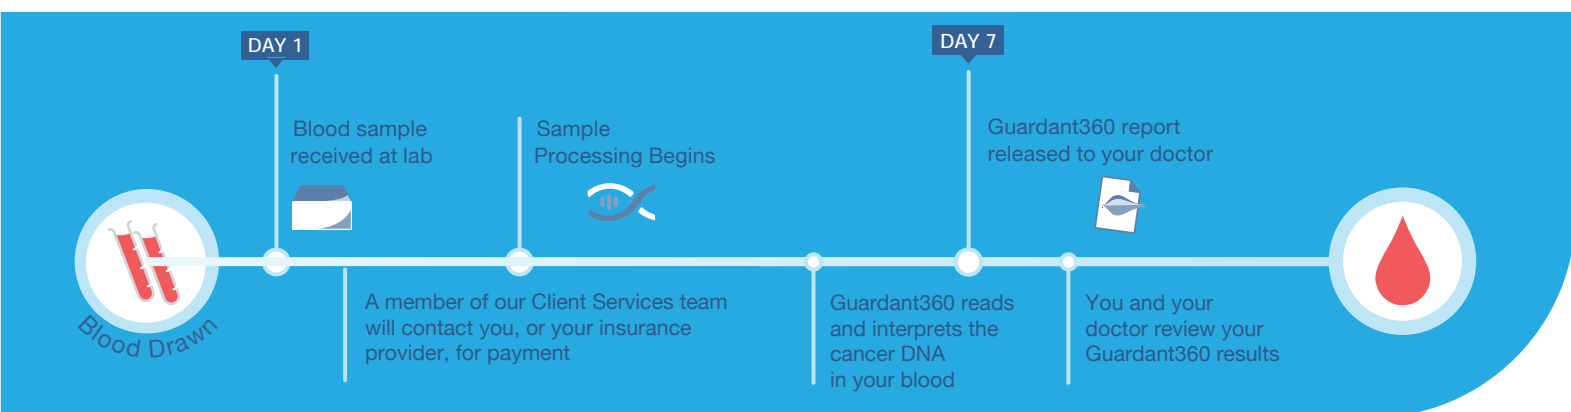 DAY 1
DAY 7
Blood sample
received at lab
Sample
Processing Begins
Guardant360 report
released to your doctor
Blood Drawn
A member of our Client Services team
will contact you, or your insurance
provider, for payment
Guardant360 reads
and interprets the
cancer DNA
in your blood
You and your
doctor review your
Guardant360 results